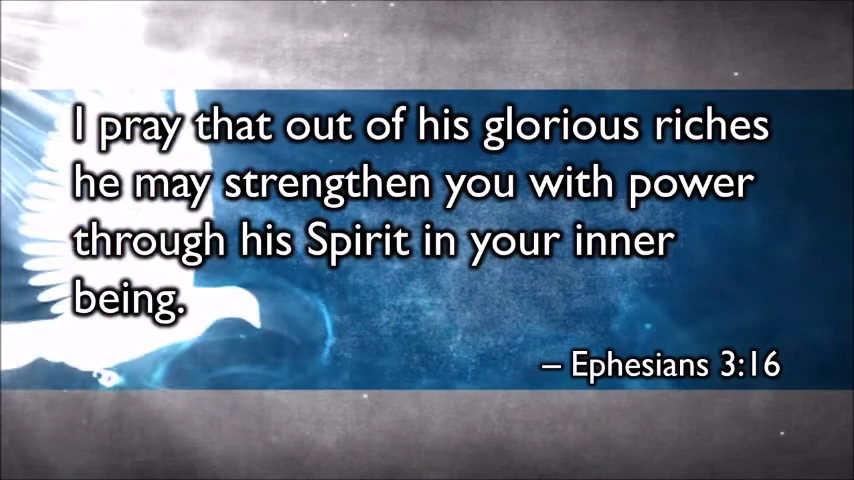 I pray that out of his glorious riches
he may strengthen you with power
through his Spirit in your inner
being.
– Ephesians 3:16